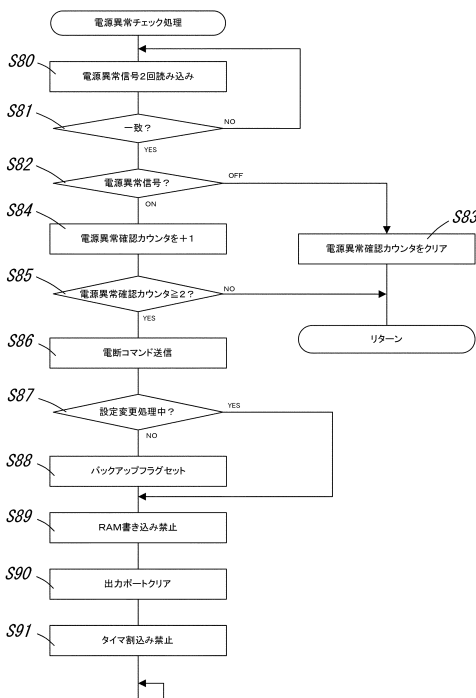 電源異常チェック処理
S80
電源異常信号2回読み込み
S81
一致?
NO
YES
S82
電源異常信号?
OFF
ON
S83
電源異常確認カウンタをクリア
S84
電源異常確認カウンタを+1
S85
電源異常確認カウンタ≧2?
NO
YES
リターン
S86
電断コマンド送信
S87
設定変更処理中?
YES
NO
S88
バックアップフラグセット
S89
RAM書き込み禁止
S90
出力ポートクリア
S91
タイマ割込み禁止